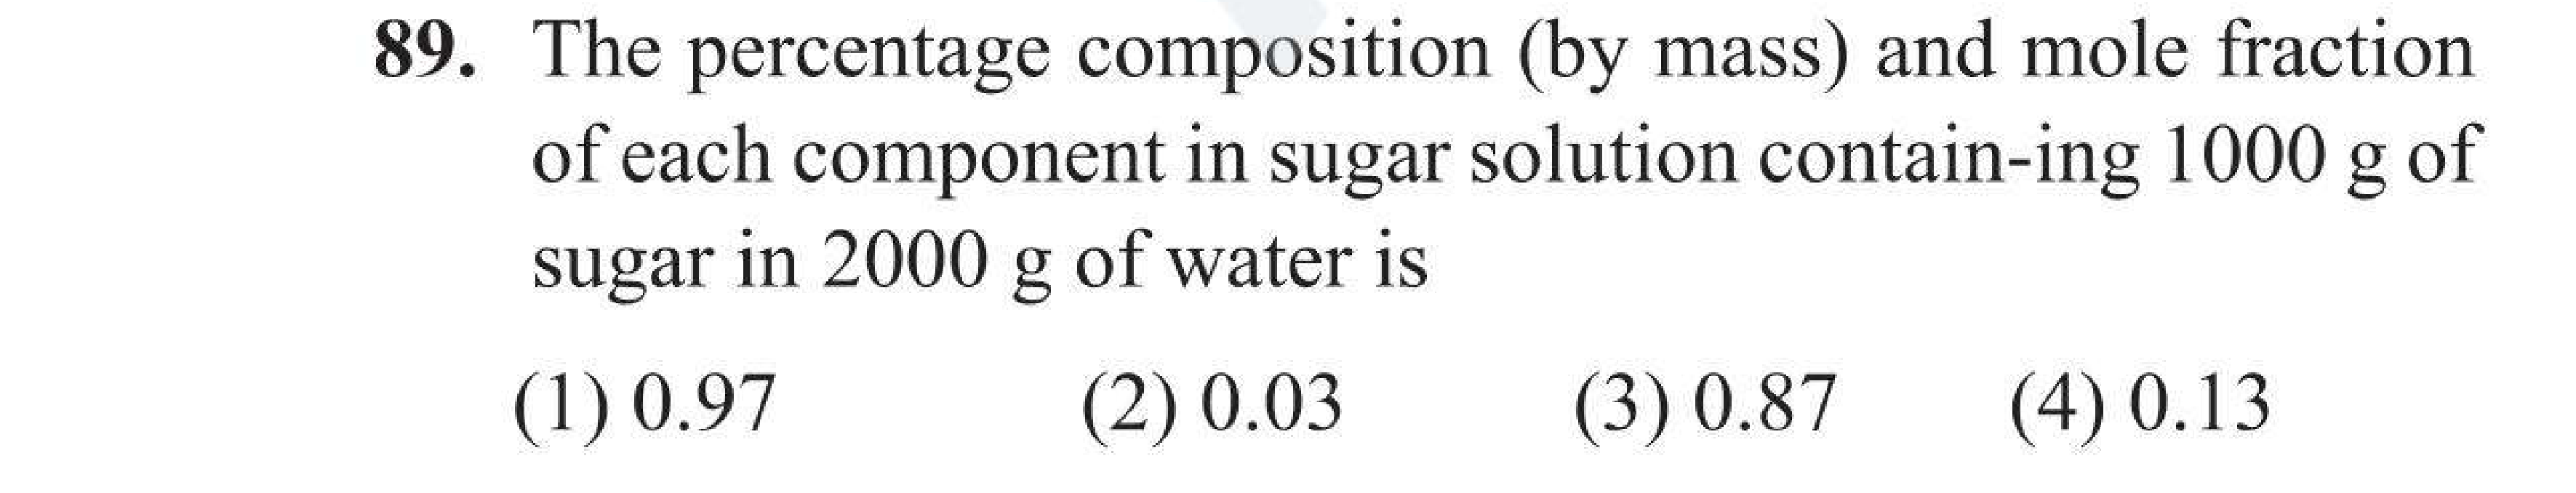 89. The percentage composition (by mass) and mole fraction
of each component in sugar solution contain-ing 1000 g of
sugar in 2000 g of water is
(1) 0.97 (2) 0.03 (3) 0.87 (4) 0.13